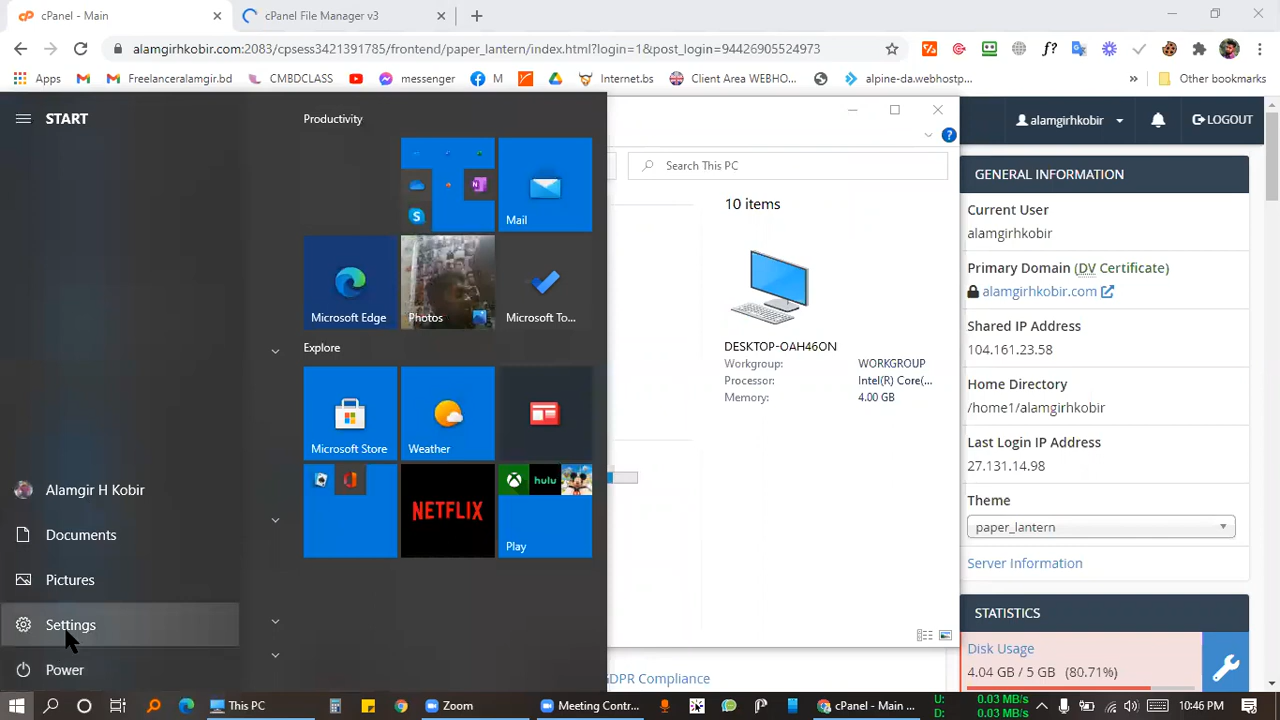 cPanel - Main
cPanel File Manager v3
alamgirhkobir.com:2083/cpsess3421391785/frontend/paper_lantern/index.html?login=1&post_login=94426905524973
Apps
Freelanceralamgir.bd
CMBDCLASS
messenger
M
Internet.bs
Client Area WEBHO...
alpine-da.webhostp...
Other bookmarks
START
Productivity
Mail
Microsoft Edge
Photos
Microsoft To...
Explore
Microsoft Store
Weather
NETFLIX
hulu
Play
Alamgir H Kobir
Documents
Pictures
Settings
Power
Search This PC
10 items
DESKTOP-OAH46ON
Workgroup: WORKGROUP
Processor: Intel(R) Core(...
Memory: 4.00 GB
GDPR Compliance
alamgirhkobir
LOGOUT
GENERAL INFORMATION
Current User
alamgirhkobir
Primary Domain (DV Certificate)
alamgirhkobir.com
Shared IP Address
104.161.23.58
Home Directory
/home1/alamgirhkobir
Last Login IP Address
27.131.14.98
Theme
paper_lantern
Server Information
STATISTICS
Disk Usage
4.04 GB / 5 GB (80.71%)
This PC
Zoom
Meeting Contr...
cPanel - Main - ...
U: 0.03 MB/s
D: 0.03 MB/s
10:46 PM